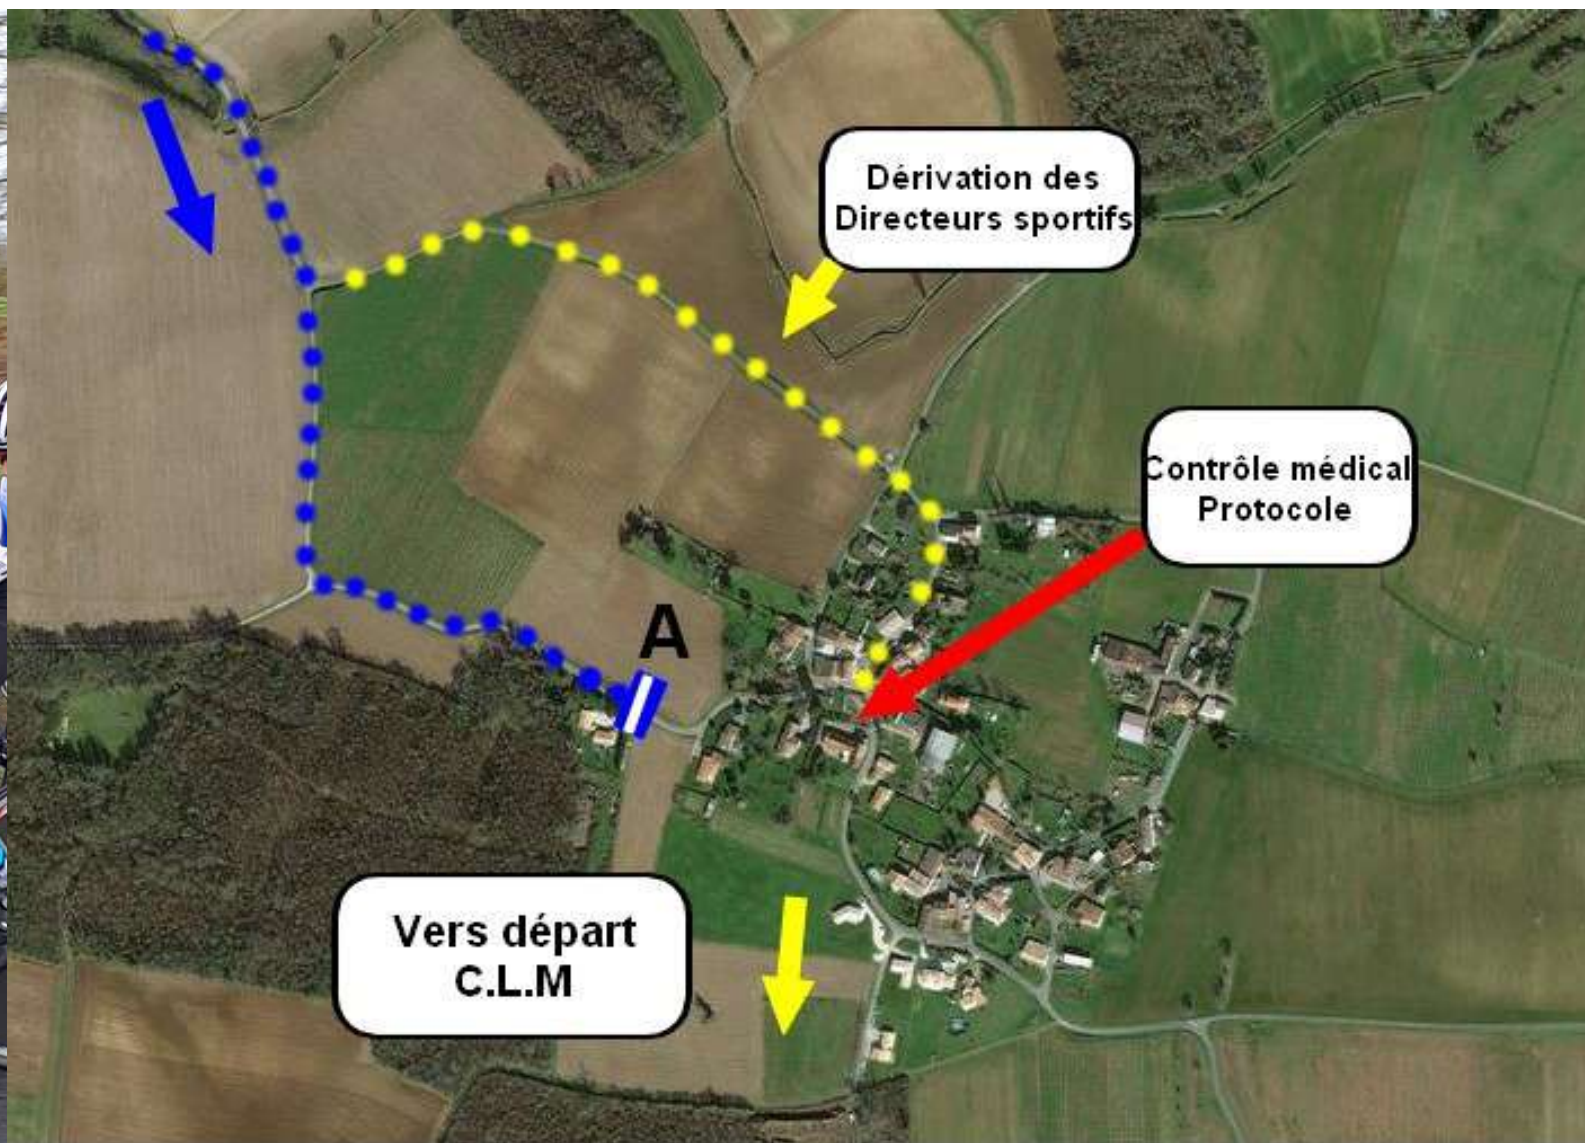 Dérivation des
Directeurs sportifs
Contrôle médical
Protocole
A
Vers départ
C.L.M